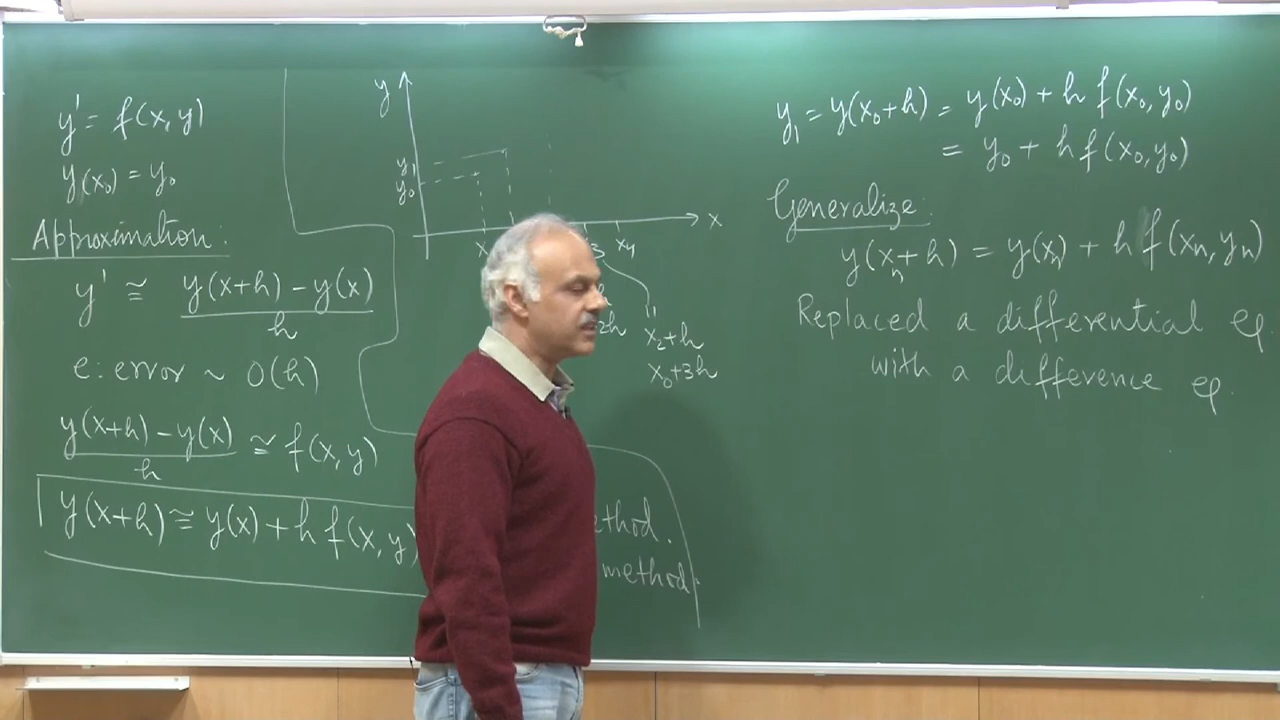 y' = f(x, y)
y(x₀) = y₀
Approximation:
y' ≅ (y(x+h) − y(x))/h
e: error ~ O(h)
(y(x+h) − y(x))/h ≅ f(x, y)
y(x+h) ≅ y(x) + h f(x, y)
method
y
y₁
y₀
x
x₄
2h
x₂+h
x₀+3h
y₁ = y(x₀+h) = y(x₀) + h f(x₀, y₀)
= y₀ + h f(x₀, y₀)
Generalize:
y(xₙ+h) = y(xₙ) + h f(xₙ, yₙ)
Replaced a differential eq.
with a difference eq.